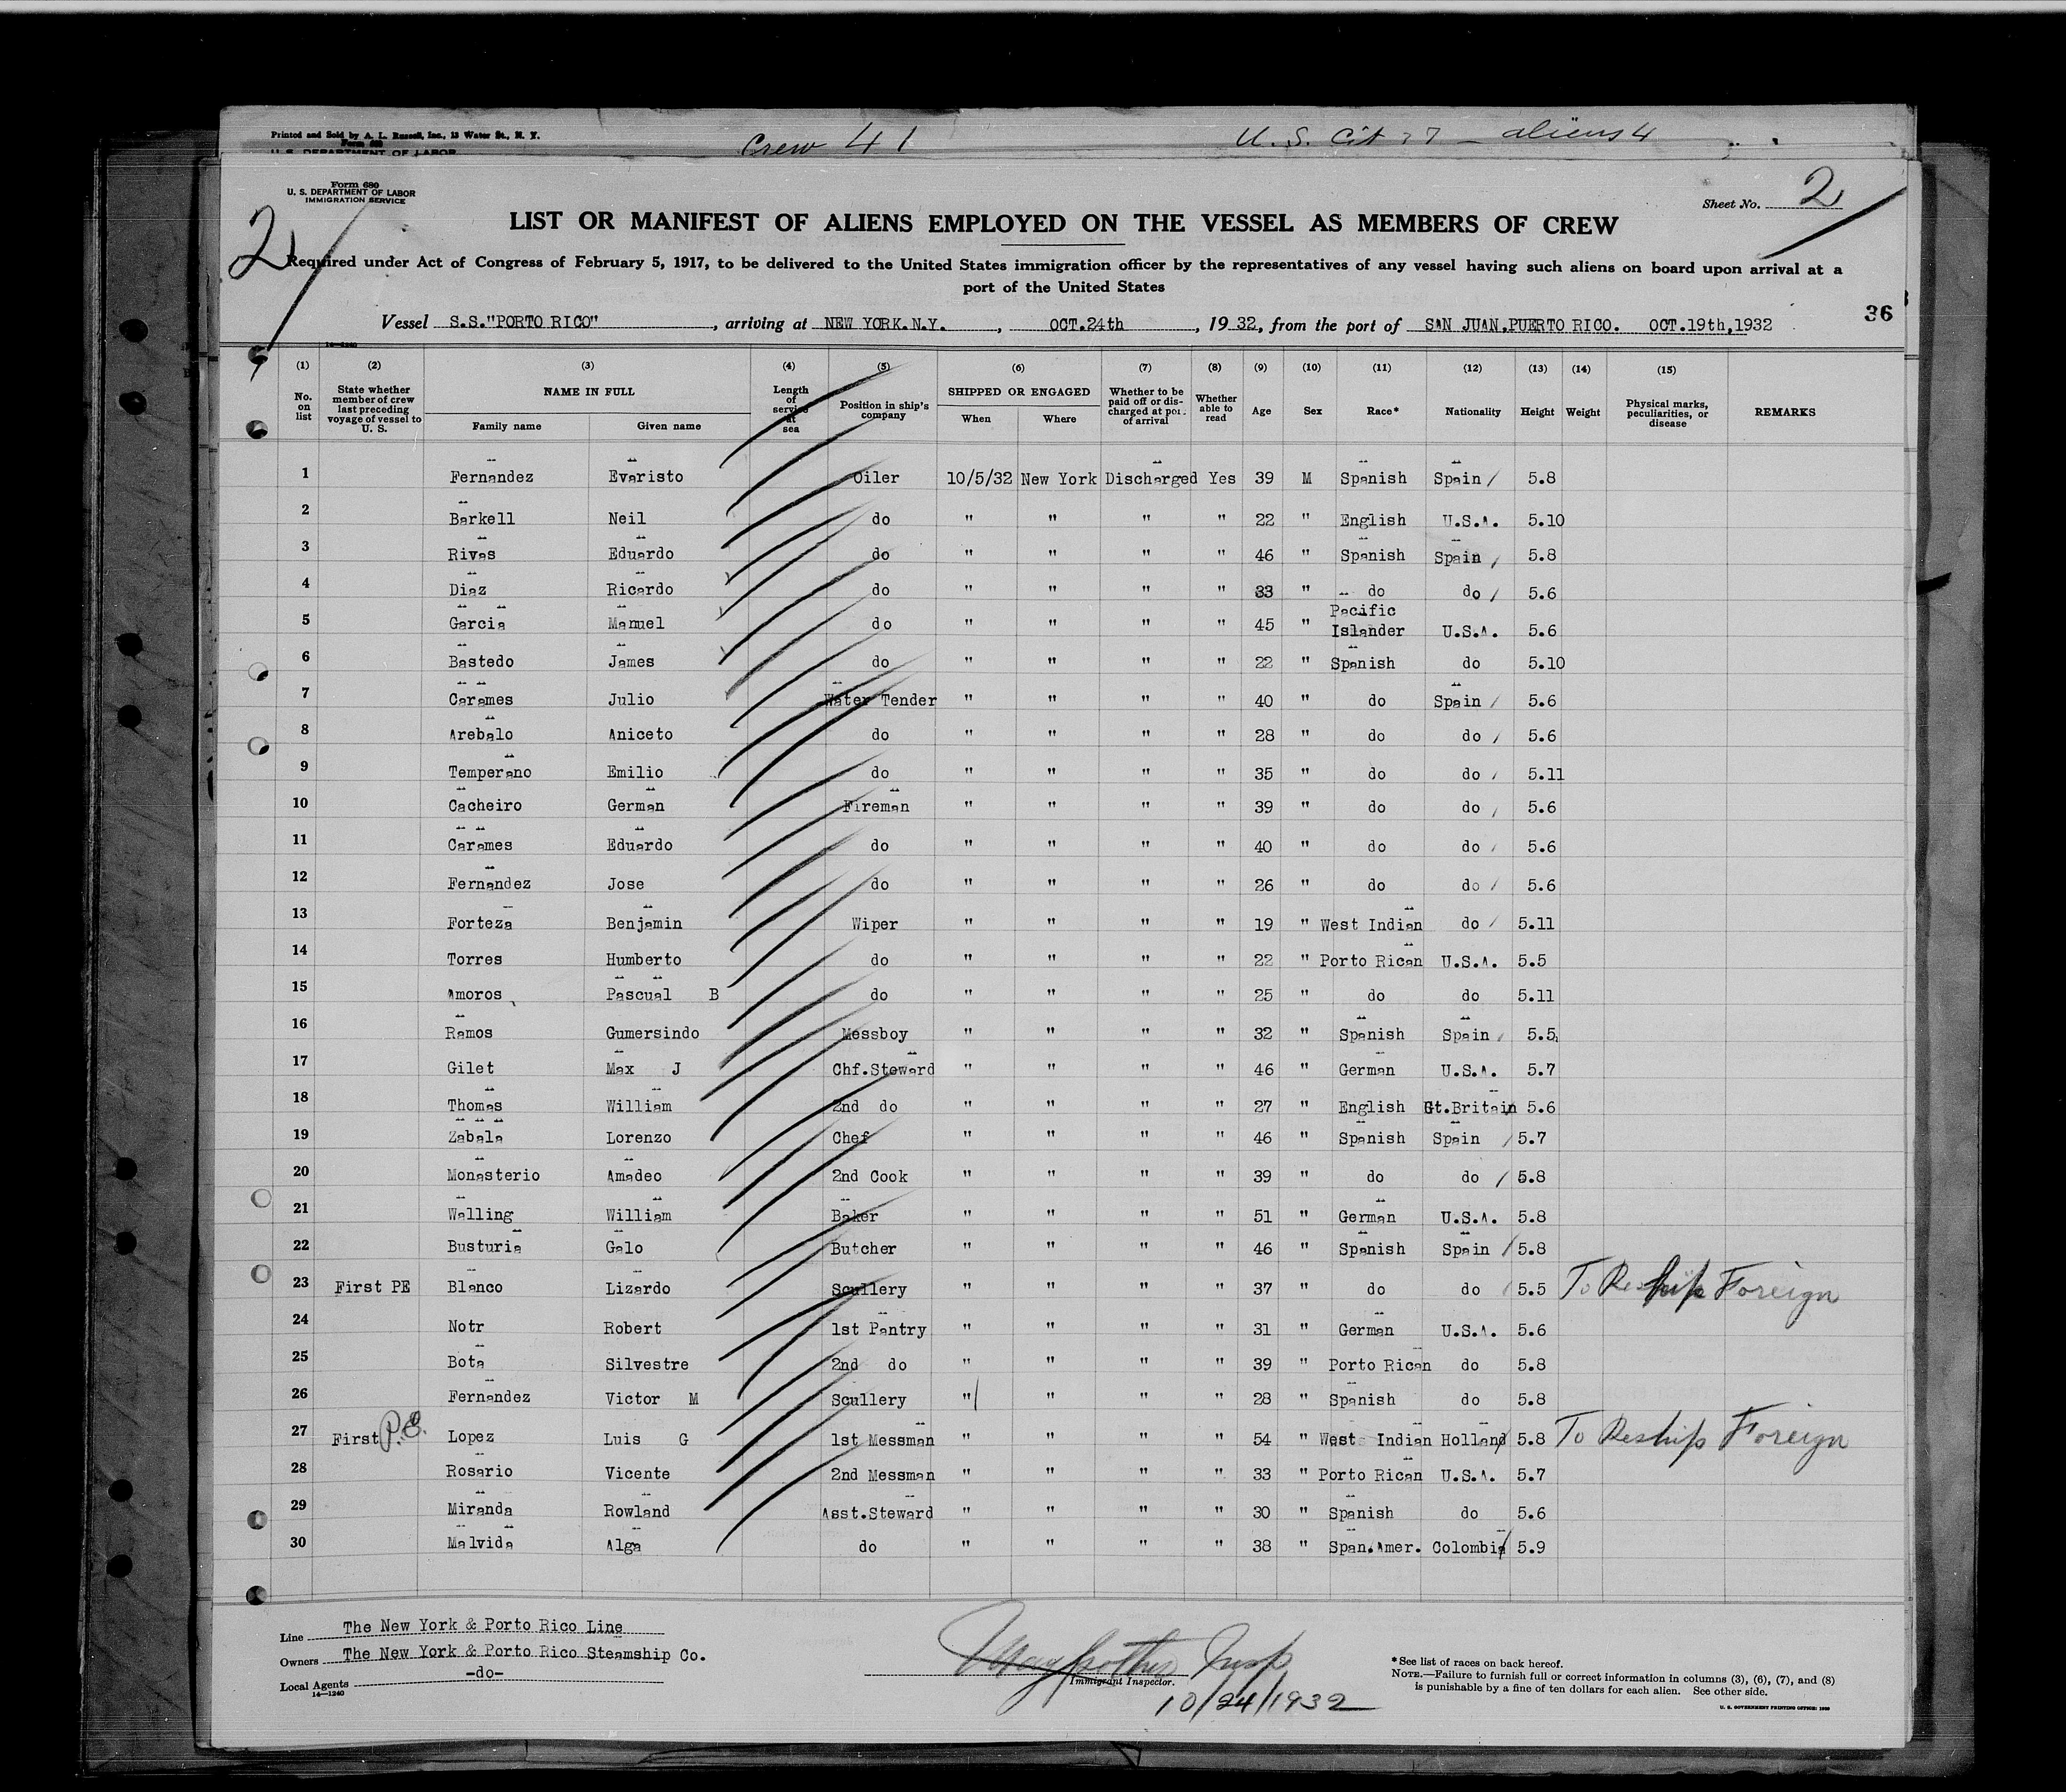 Printed and Sold by A. L. Russell, Inc., 13 Water St., N. Y.
Form 680
U. S. DEPARTMENT OF LABOR
Crew 41 U. S. Cit 37 - aliens 4
Form 680
U. S. DEPARTMENT OF LABOR
IMMIGRATION SERVICE
2
Sheet No. 2
LIST OR MANIFEST OF ALIENS EMPLOYED ON THE VESSEL AS MEMBERS OF CREW
Required under Act of Congress of February 5, 1917, to be delivered to the United States immigration officer by the representatives of any vessel having such aliens on board upon arrival at a
port of the United States
36
Vessel S.S."PORTO RICO", arriving at NEW YORK.N.Y., OCT.24th, 1932, from the port of SAN JUAN,PUERTO RICO. OCT.19th,1932
14-1240
(1) (2) (3) (4) (5) (6) (7) (8) (9) (10) (11) (12) (13) (14) (15)
No. on list
State whether member of crew last preceding voyage of vessel to U. S.
NAME IN FULL
Family name Given name
Length of service at sea
Position in ship's company
SHIPPED OR ENGAGED
When Where
Whether to be paid off or discharged at port of arrival
Whether able to read
Age Sex Race* Nationality Height Weight
Physical marks, peculiarities, or disease
REMARKS
1 Fernandez Evaristo Oiler 10/5/32 New York Discharged Yes 39 M Spanish Spain 5.8
2 Barkell Neil do " " " " 22 " English U.S.A. 5.10
3 Rivas Eduardo do " " " " 46 " Spanish Spain 5.8
4 Diaz Ricardo do " " " " 33 " do do 5.6
5 Garcia Manuel do " " " " 45 " Pacific Islander U.S.A. 5.6
6 Bastedo James do " " " " 22 " Spanish do 5.10
7 Carames Julio Water Tender " " " " 40 " do Spain 5.6
8 Arebalo Aniceto do " " " " 28 " do do 5.6
9 Temperano Emilio do " " " " 35 " do do 5.11
10 Cacheiro German Fireman " " " " 39 " do do 5.6
11 Carames Eduardo do " " " " 40 " do do 5.6
12 Fernandez Jose do " " " " 26 " do do 5.6
13 Forteza Benjamin Wiper " " " " 19 " West Indian do 5.11
14 Torres Humberto do " " " " 22 " Porto Rican U.S.A. 5.5
15 Amoros Pascual B do " " " " 25 " do do 5.11
16 Ramos Gumersindo Messboy " " " " 32 " Spanish Spain 5.5
17 Gilet Max J Chf.Steward " " " " 46 " German U.S.A. 5.7
18 Thomas William 2nd do " " " " 27 " English Gt.Britain 5.6
19 Zabala Lorenzo Chef " " " " 46 " Spanish Spain 5.7
20 Monasterio Amadeo 2nd Cook " " " " 39 " do do 5.8
21 Walling William Baker " " " " 51 " German U.S.A. 5.8
22 Busturia Galo Butcher " " " " 46 " Spanish Spain 5.8
23 First PE Blanco Lizardo Scullery " " " " 37 " do do 5.5 To Reship Foreign
24 Notr Robert 1st Pantry " " " " 31 " German U.S.A. 5.6
25 Bota Silvestre 2nd do " " " " 39 " Porto Rican do 5.8
26 Fernandez Victor M Scullery " " " " 28 " Spanish do 5.8
27 First P.E. Lopez Luis G 1st Messman " " " " 54 " West Indian Holland 5.8 To Reship Foreign
28 Rosario Vicente 2nd Messman " " " " 33 " Porto Rican U.S.A. 5.7
29 Miranda Rowland Asst.Steward " " " " 30 " Spanish do 5.6
30 Malvida Alga do " " " " 38 " Span.Amer. Colombia 5.9
Line The New York & Porto Rico Line
Owners The New York & Porto Rico Steamship Co.
Local Agents -do-
14-1240
Insp
Immigrant Inspector.
10/24/1932
*See list of races on back hereof.
NOTE.—Failure to furnish full or correct information in columns (3), (6), (7), and (8)
is punishable by a fine of ten dollars for each alien. See other side.
U. S. GOVERNMENT PRINTING OFFICE: 1930